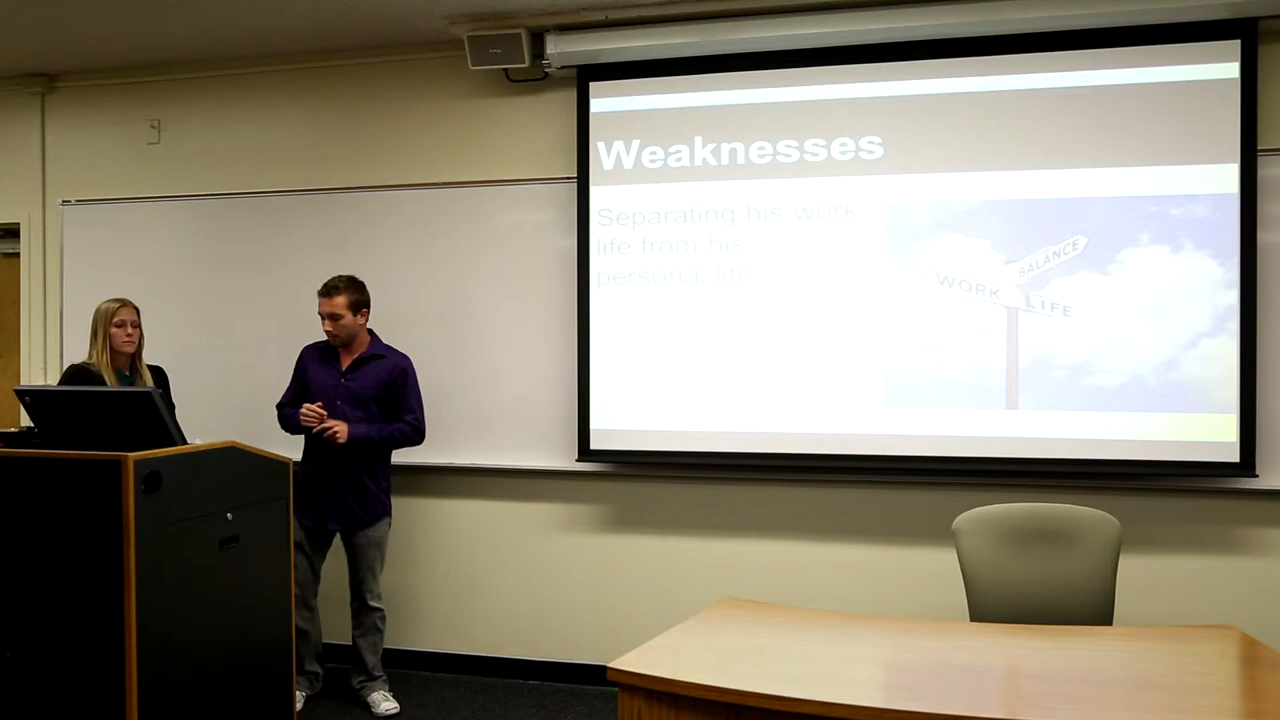 Weaknesses
Separating his work
life from his
personal life
BALANCE
WORK
LIFE